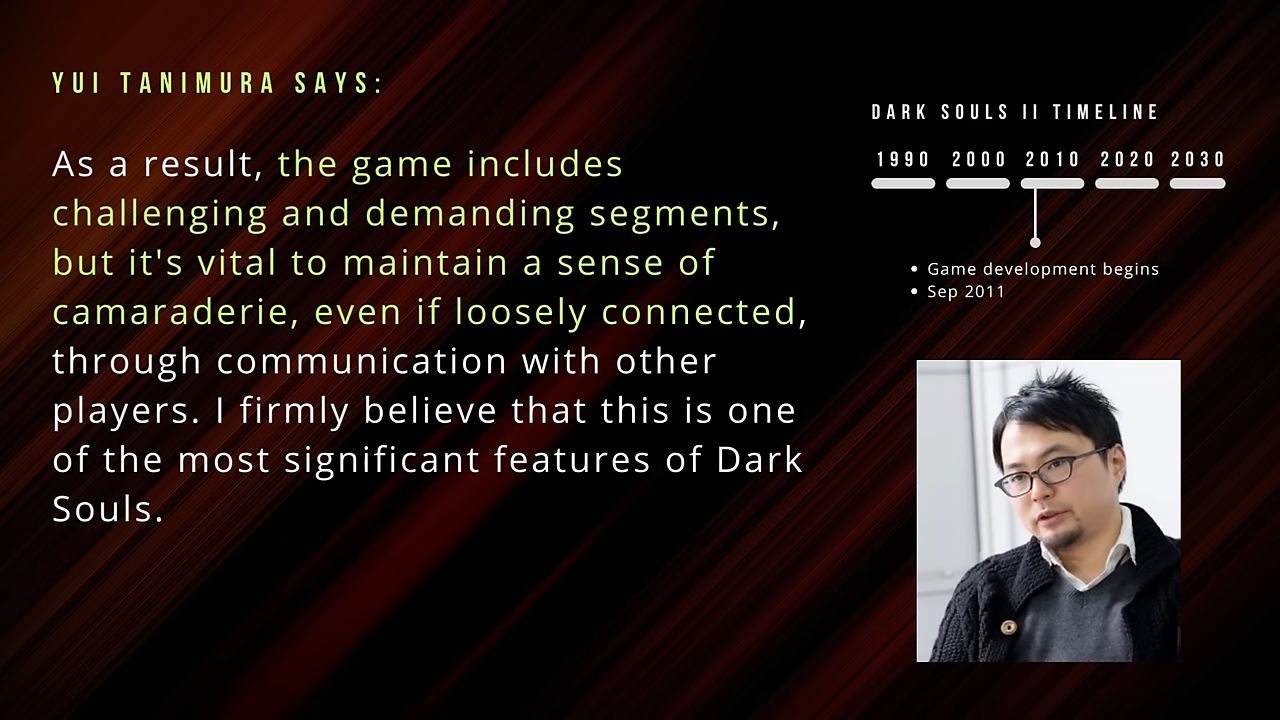 YUI TANIMURA SAYS:
As a result, the game includes
challenging and demanding segments,
but it's vital to maintain a sense of
camaraderie, even if loosely connected,
through communication with other
players. I firmly believe that this is one
of the most significant features of Dark
Souls.
DARK SOULS II TIMELINE
1990 2000 2010 2020 2030
Game development begins
Sep 2011